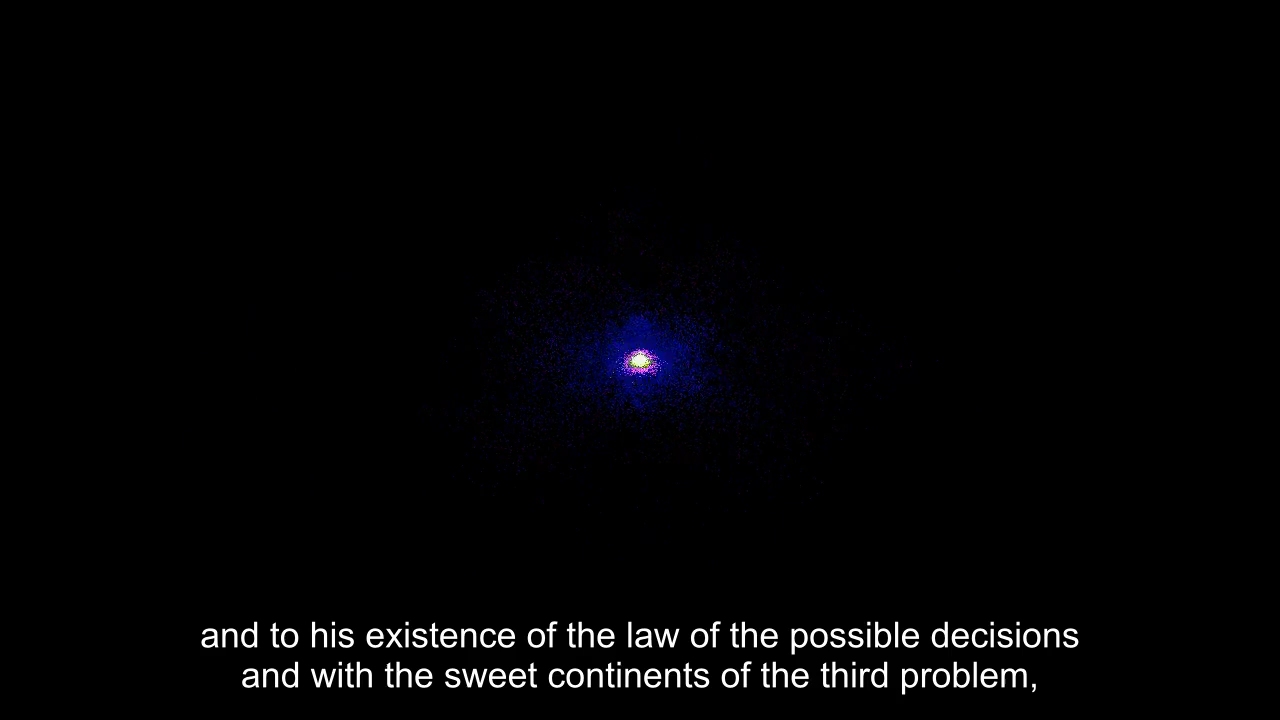 and to his existence of the law of the possible decisions
and with the sweet continents of the third problem,